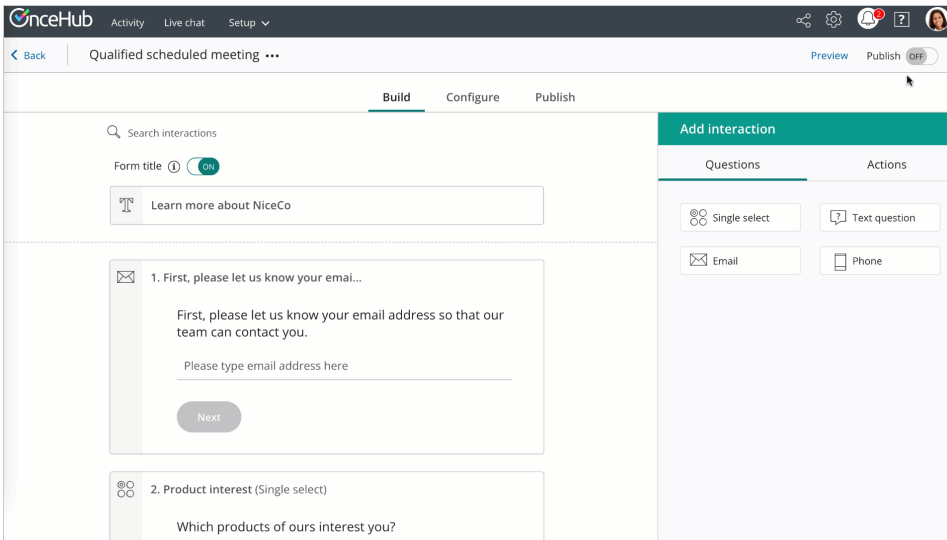 OnceHub Activity Live chat Setup 2 ?
Back Qualified scheduled meeting ••• Preview Publish OFF
Build Configure Publish
Search interactions
Add interaction
Form title i ON
Questions Actions
T Learn more about NiceCo
Single select ? Text question
Email Phone
1. First, please let us know your emai...
First, please let us know your email address so that our
team can contact you.
Please type email address here
Next
2. Product interest (Single select)
Which products of ours interest you?